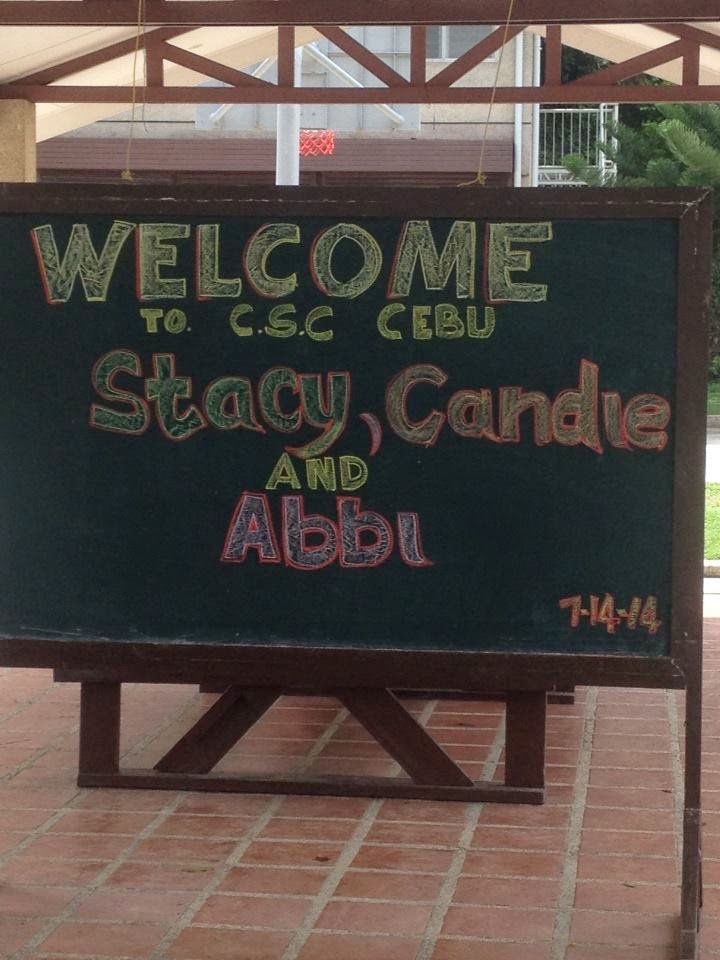 WELCOME
TO. C.S.C CEBU
Stacy, Candie
AND
Abbi
7-14-14